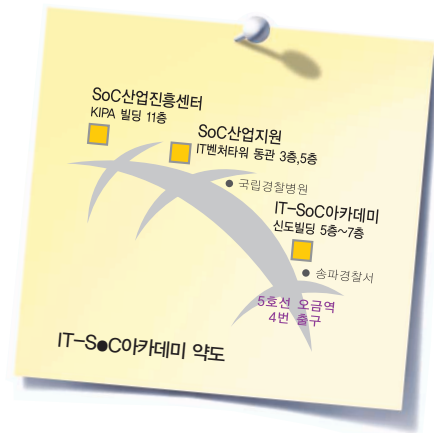 SoC산업진흥센터
KIPA 빌딩 11층
SoC산업지원
IT벤처타워 동관 3층,5층
국립경찰병원
IT-SoC아카데미
신도빌딩 5층~7층
송파경찰서
5호선 오금역
4번 출구
IT-S●C아카데미 약도